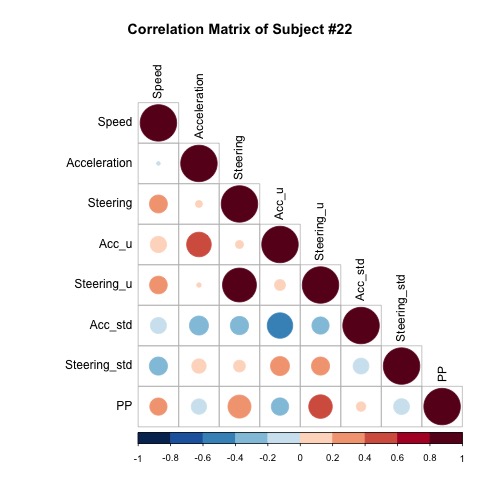 Correlation Matrix of Subject #22
Speed
Acceleration
Steering
Acc_u
Steering_u
Acc_std
Steering_std
PP
Speed
Acceleration
Steering
Acc_u
Steering_u
Acc_std
Steering_std
PP
-1 -0.8 -0.6 -0.4 -0.2 0 0.2 0.4 0.6 0.8 1